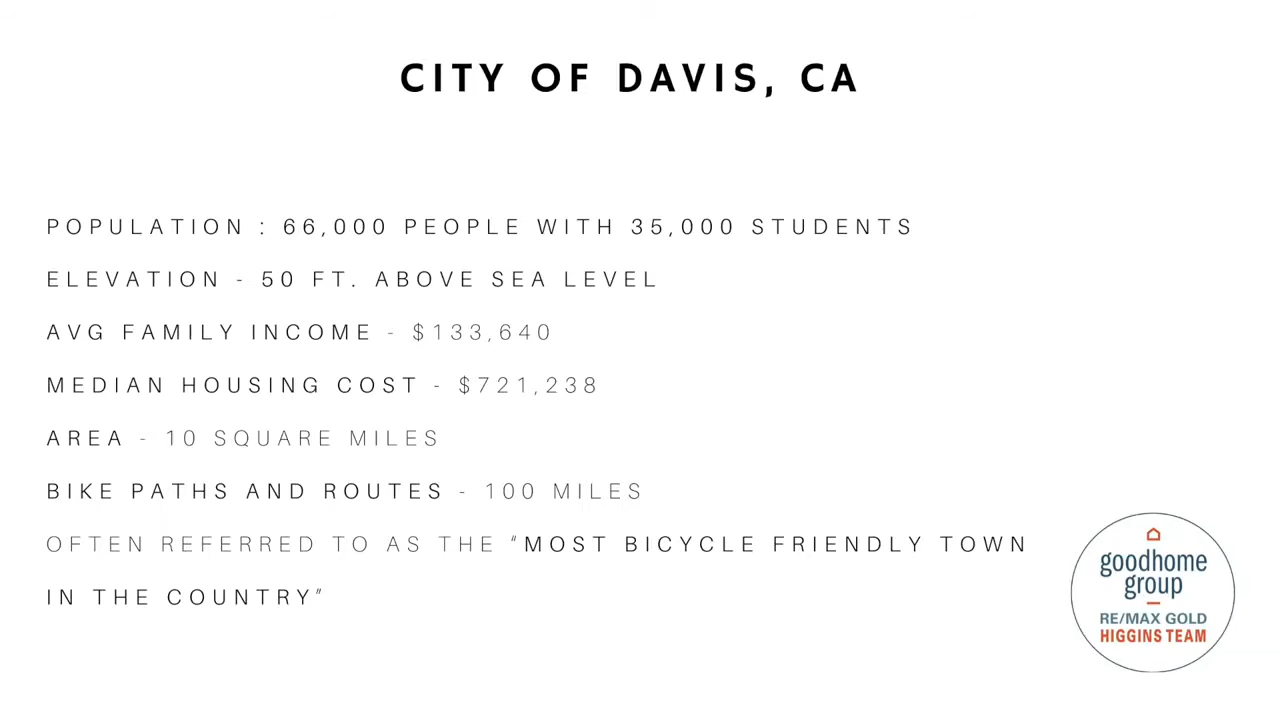 CITY OF DAVIS, CA
POPULATION : 66,000 PEOPLE WITH 35,000 STUDENTS
ELEVATION - 50 FT. ABOVE SEA LEVEL
AVG FAMILY INCOME - $133,640
MEDIAN HOUSING COST - $721,238
AREA - 10 SQUARE MILES
BIKE PATHS AND ROUTES - 100 MILES
OFTEN REFERRED TO AS THE “MOST BICYCLE FRIENDLY TOWN
IN THE COUNTRY”
goodhome
group
RE/MAX GOLD
HIGGINS TEAM